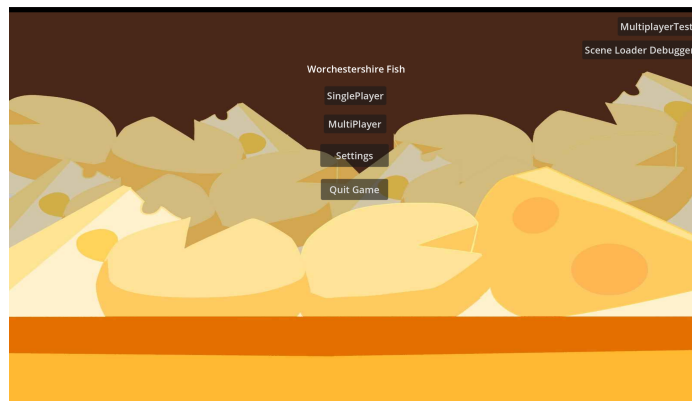 MultiplayerTest
Scene Loader Debugger
Worchestershire Fish
SinglePlayer
MultiPlayer
Settings
Quit Game